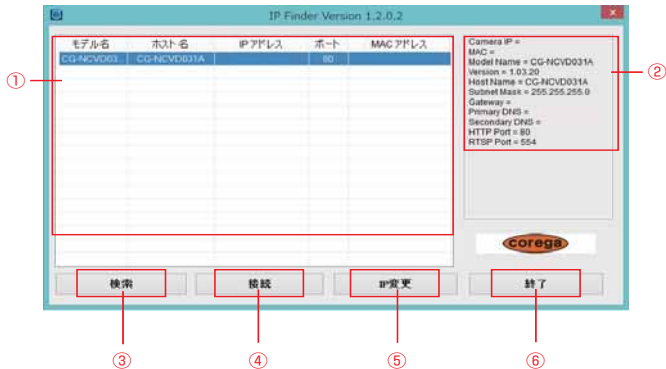 IP Finder Version 1.2.0.2
モデル名 ホスト名 IPアドレス ポート MACアドレス
CG-NCVD03... CG-NCVD031A 80
Camera IP =
MAC =
Model Name = CG-NCVD031A
Version = 1.03.20
Host Name = CG-NCVD031A
Subnet Mask = 255.255.255.0
Gateway =
Primary DNS =
Secondary DNS =
HTTP Port = 80
RTSP Port = 554
① ②
corega
検索 接続 IP変更 終了
③ ④ ⑤ ⑥